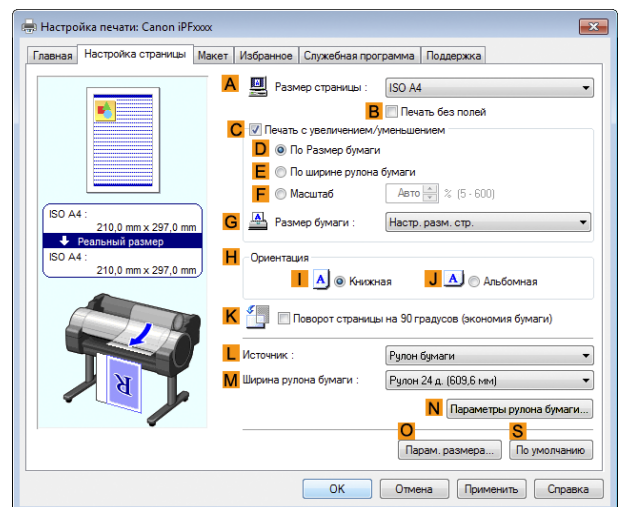 Настройка печати: Canon iPFxxxx
Главная Настройка страницы Макет Избранное Служебная программа Поддержка
A Размер страницы : ISO A4
B Печать без полей
C Печать с увеличением/уменьшением
D По Размер бумаги
E По ширине рулона бумаги
F Масштаб Авто % (5 - 600)
G Размер бумаги : Настр. разм. стр.
ISO A4 :
210,0 mm x 297,0 mm
Реальный размер
ISO A4 :
210,0 mm x 297,0 mm
H Ориентация
I A Книжная J A Альбомная
K Поворот страницы на 90 градусов (экономия бумаги)
L Источник : Рулон бумаги
M Ширина рулона бумаги : Рулон 24 д. (609,6 мм)
R
N Параметры рулона бумаги...
O S
Парам. размера... По умолчанию
OK Отмена Применить Справка